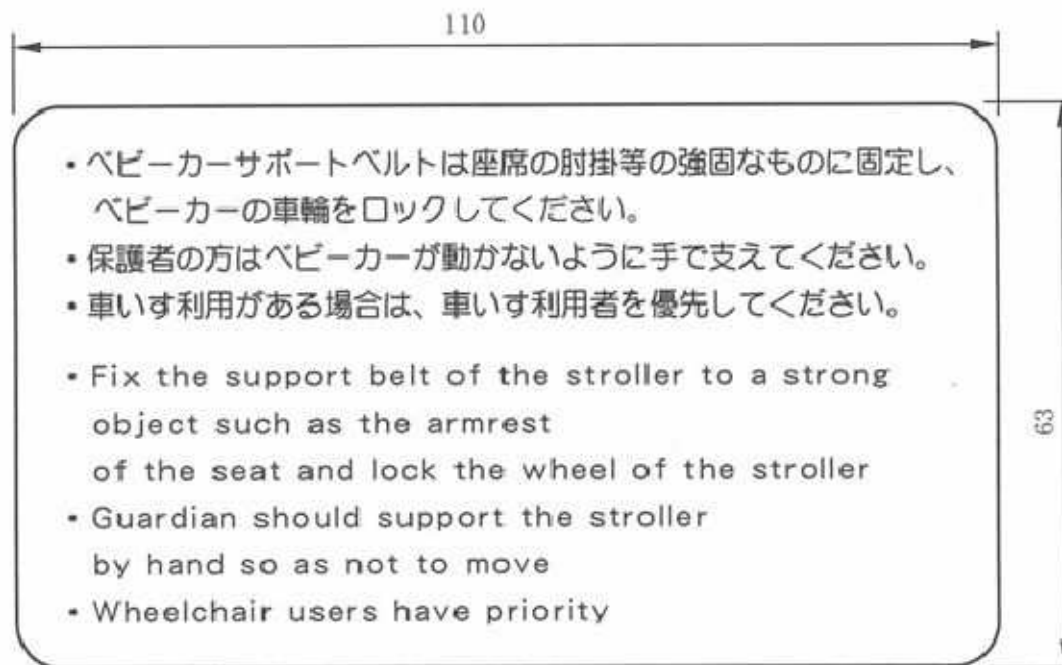 110
・ベビーカーサポートベルトは座席の肘掛等の強固なものに固定し、
ベビーカーの車輪をロックしてください。
・保護者の方はベビーカーが動かないように手で支えてください。
・車いす利用がある場合は、車いす利用者を優先してください。
・Fix the support belt of the stroller to a strong
object such as the armrest
of the seat and lock the wheel of the stroller
・Guardian should support the stroller
by hand so as not to move
・Wheelchair users have priority
63